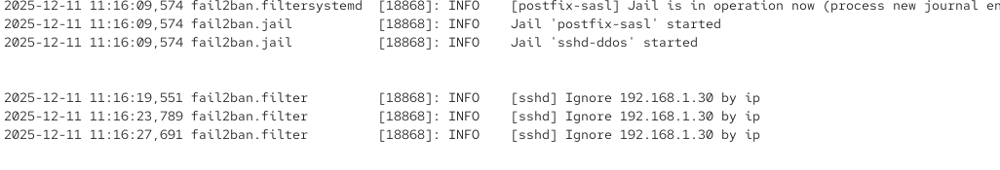 2025-12-11 11:16:09,574 fail2ban.filtersystemd  [18868]: INFO    [postfix-sasl] Jail is in operation now (process new journal en
2025-12-11 11:16:09,574 fail2ban.jail           [18868]: INFO    Jail 'postfix-sasl' started
2025-12-11 11:16:09,574 fail2ban.jail           [18868]: INFO    Jail 'sshd-ddos' started
2025-12-11 11:16:19,551 fail2ban.filter         [18868]: INFO    [sshd] Ignore 192.168.1.30 by ip
2025-12-11 11:16:23,789 fail2ban.filter         [18868]: INFO    [sshd] Ignore 192.168.1.30 by ip
2025-12-11 11:16:27,691 fail2ban.filter         [18868]: INFO    [sshd] Ignore 192.168.1.30 by ip